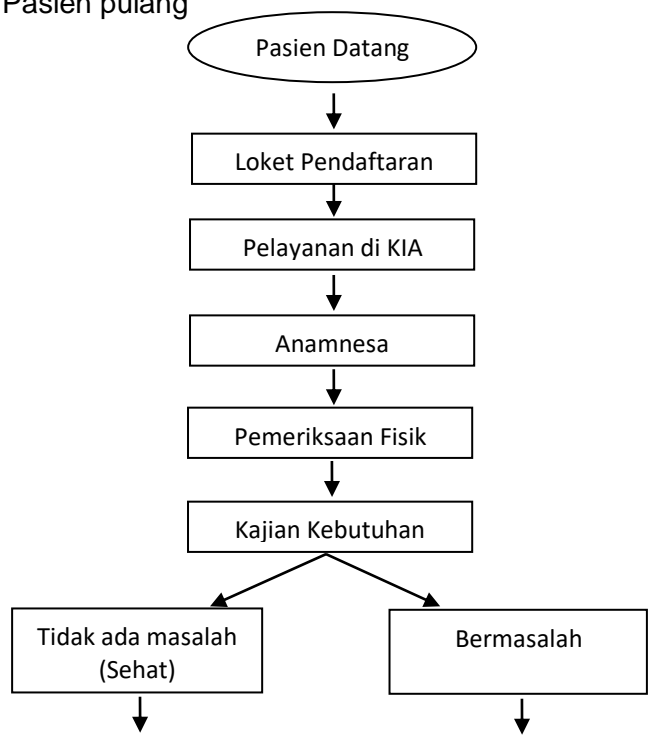 Pasien pulang
Pasien Datang
Loket Pendaftaran
Pelayanan di KIA
Anamnesa
Pemeriksaan Fisik
Kajian Kebutuhan
Tidak ada masalah
(Sehat)
Bermasalah